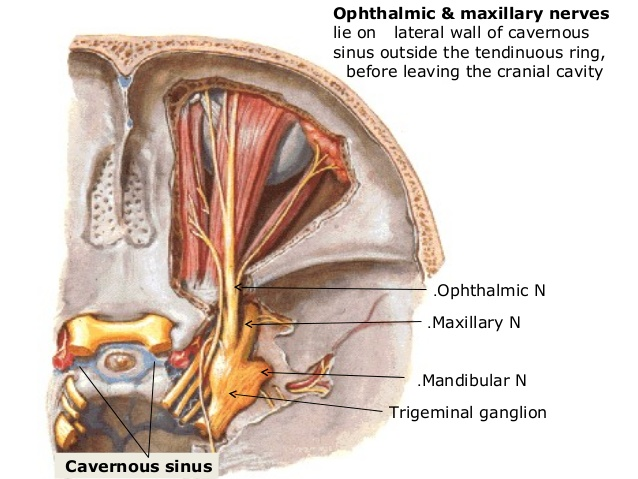 Ophthalmic & maxillary nerves
lie on lateral wall of cavernous
sinus outside the tendinuous ring,
before leaving the cranial cavity
.Ophthalmic N
.Maxillary N
.Mandibular N
Trigeminal ganglion
Cavernous sinus